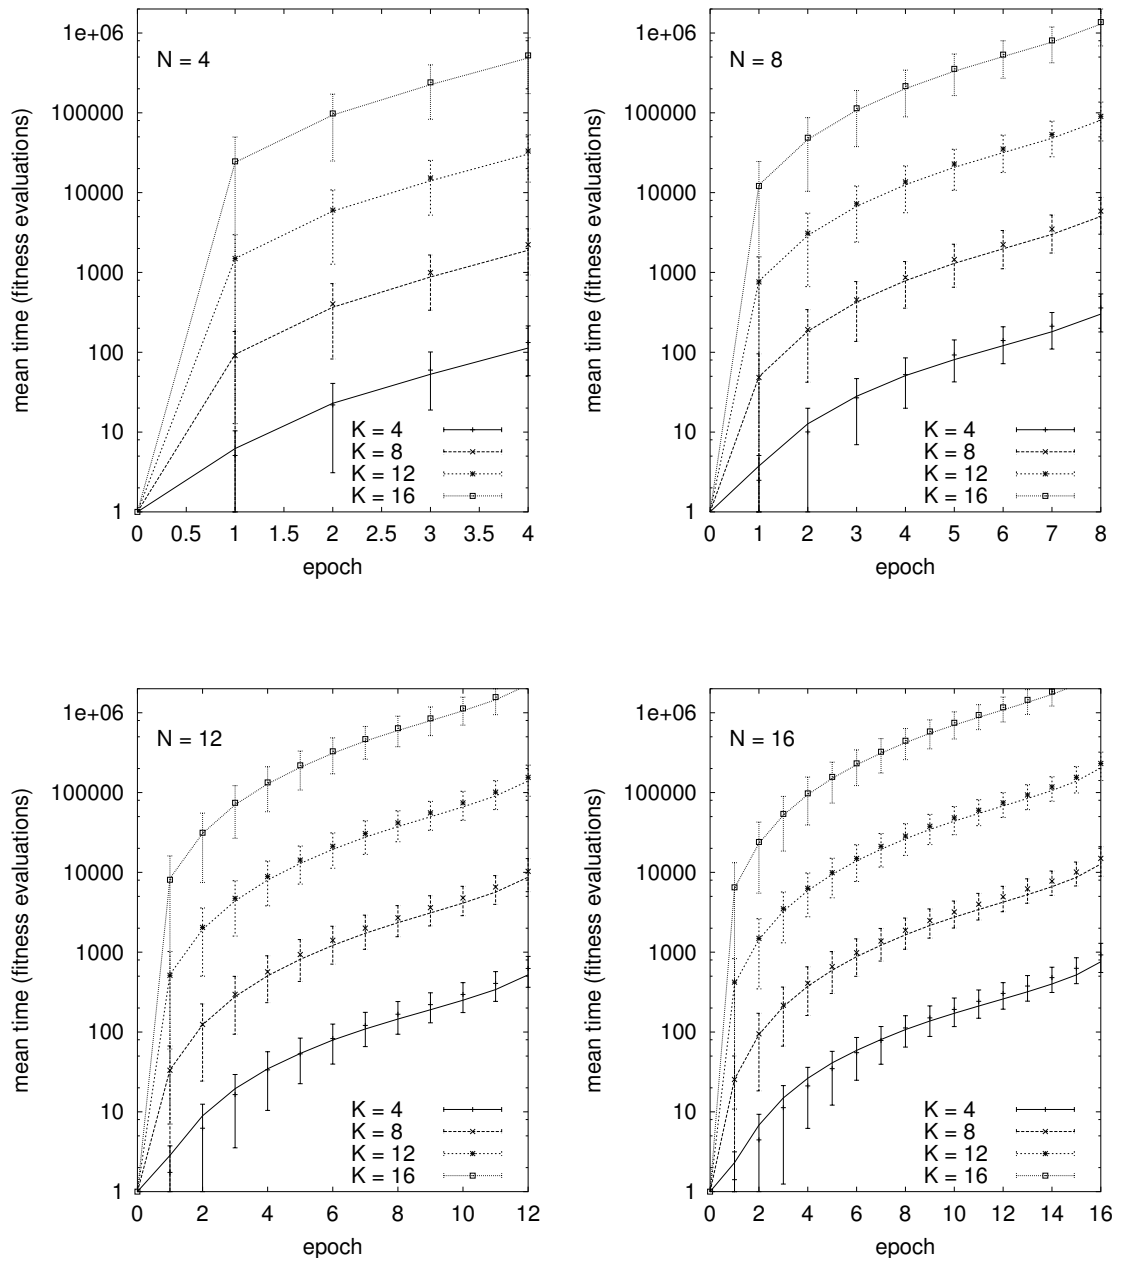 1e+06
N = 4
100000
10000
1000
100
10
1
mean time (fitness evaluations)
K = 4
K = 8
K = 12
K = 16
0 0.5 1 1.5 2 2.5 3 3.5 4
epoch
1e+06
N = 8
100000
10000
1000
100
10
1
mean time (fitness evaluations)
K = 4
K = 8
K = 12
K = 16
0 1 2 3 4 5 6 7 8
epoch
1e+06
N = 12
100000
10000
1000
100
10
1
mean time (fitness evaluations)
K = 4
K = 8
K = 12
K = 16
0 2 4 6 8 10 12
epoch
1e+06
N = 16
100000
10000
1000
100
10
1
mean time (fitness evaluations)
K = 4
K = 8
K = 12
K = 16
0 2 4 6 8 10 12 14 16
epoch